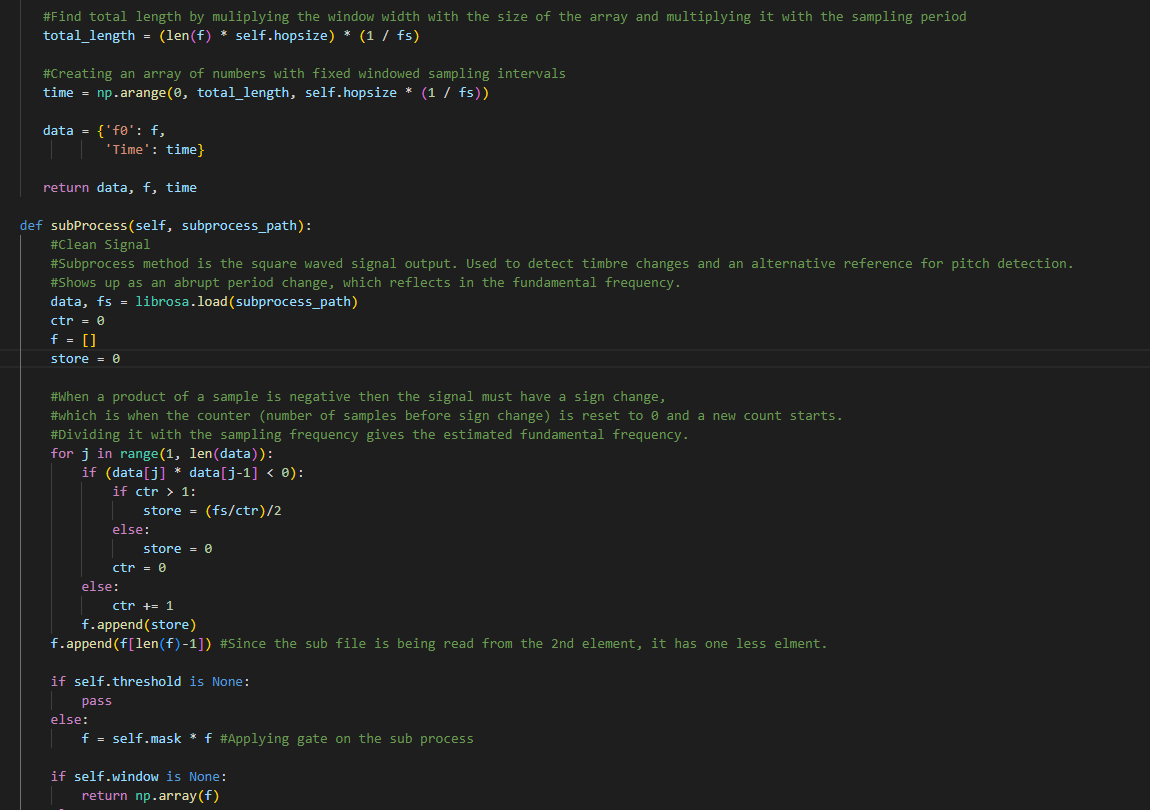 #Find total length by muliplying the window width with the size of the array and multiplying it with the sampling period
total_length = (len(f) * self.hopsize) * (1 / fs)
#Creating an array of numbers with fixed windowed sampling intervals
time = np.arange(0, total_length, self.hopsize * (1 / fs))
data = {'f0': f,
'Time': time}
return data, f, time
def subProcess(self, subprocess_path):
#Clean Signal
#Subprocess method is the square waved signal output. Used to detect timbre changes and an alternative reference for pitch detection.
#Shows up as an abrupt period change, which reflects in the fundamental frequency.
data, fs = librosa.load(subprocess_path)
ctr = 0
f = []
store = 0
#When a product of a sample is negative then the signal must have a sign change,
#which is when the counter (number of samples before sign change) is reset to 0 and a new count starts.
#Dividing it with the sampling frequency gives the estimated fundamental frequency.
for j in range(1, len(data)):
if (data[j] * data[j-1] < 0):
if ctr > 1:
store = (fs/ctr)/2
else:
store = 0
ctr = 0
else:
ctr += 1
f.append(store)
f.append(f[len(f)-1]) #Since the sub file is being read from the 2nd element, it has one less elment.
if self.threshold is None:
pass
else:
f = self.mask * f #Applying gate on the sub process
if self.window is None:
return np.array(f)